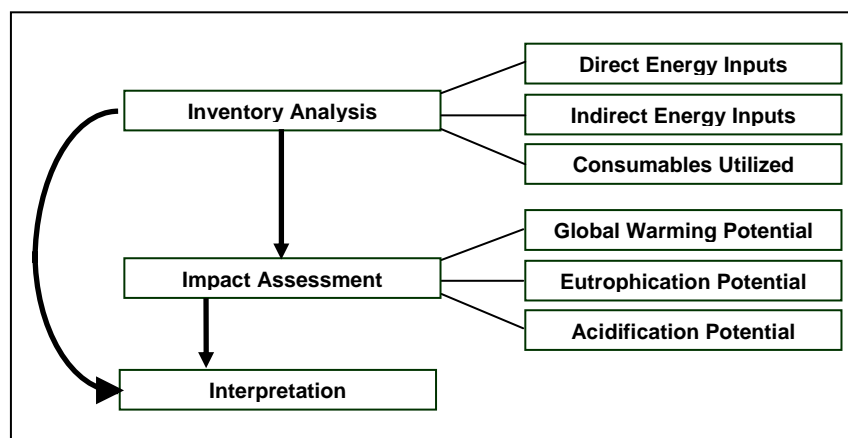 Direct Energy Inputs
Inventory Analysis
Indirect Energy Inputs
Consumables Utilized
Global Warming Potential
Impact Assessment
Eutrophication Potential
Acidification Potential
Interpretation